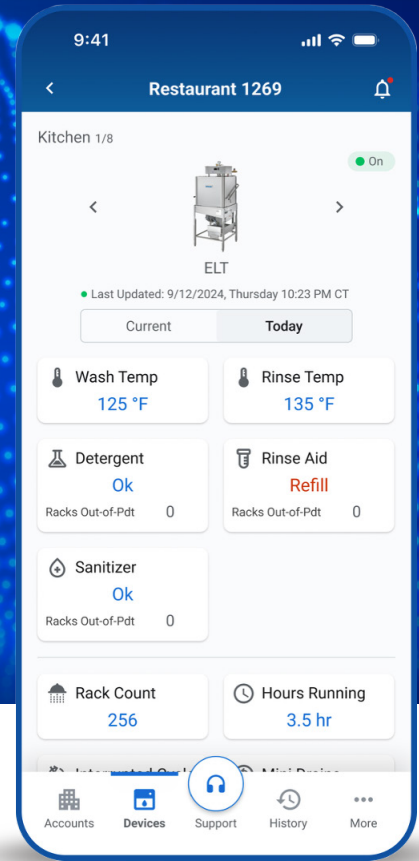 9:41
Restaurant 1269
Kitchen 1/8
On
ELT
Last Updated: 9/12/2024, Thursday 10:23 PM CT
Current Today
Wash Temp
125 °F
Rinse Temp
135 °F
Detergent
Ok
Racks Out-of-Pdt 0
Rinse Aid
Refill
Racks Out-of-Pdt 0
Sanitizer
Ok
Racks Out-of-Pdt 0
Rack Count
256
Hours Running
3.5 hr
Accounts Devices Support History More